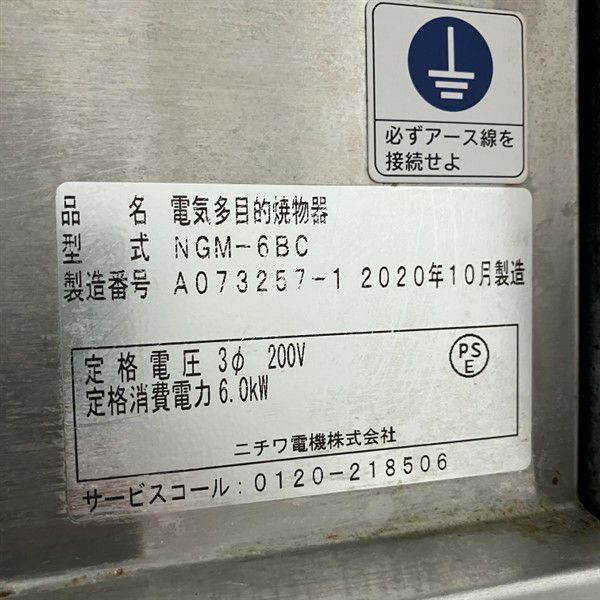 必ずアース線を
接続せよ
品 名 電気多目的焼物器
型 式 NGM-6BC
製造番号 A073257-1 2020年10月製造
定格電圧 3φ 200V
定格消費電力 6.0kW
PS
E
ニチワ電機株式会社
サービスコール：0120-218506